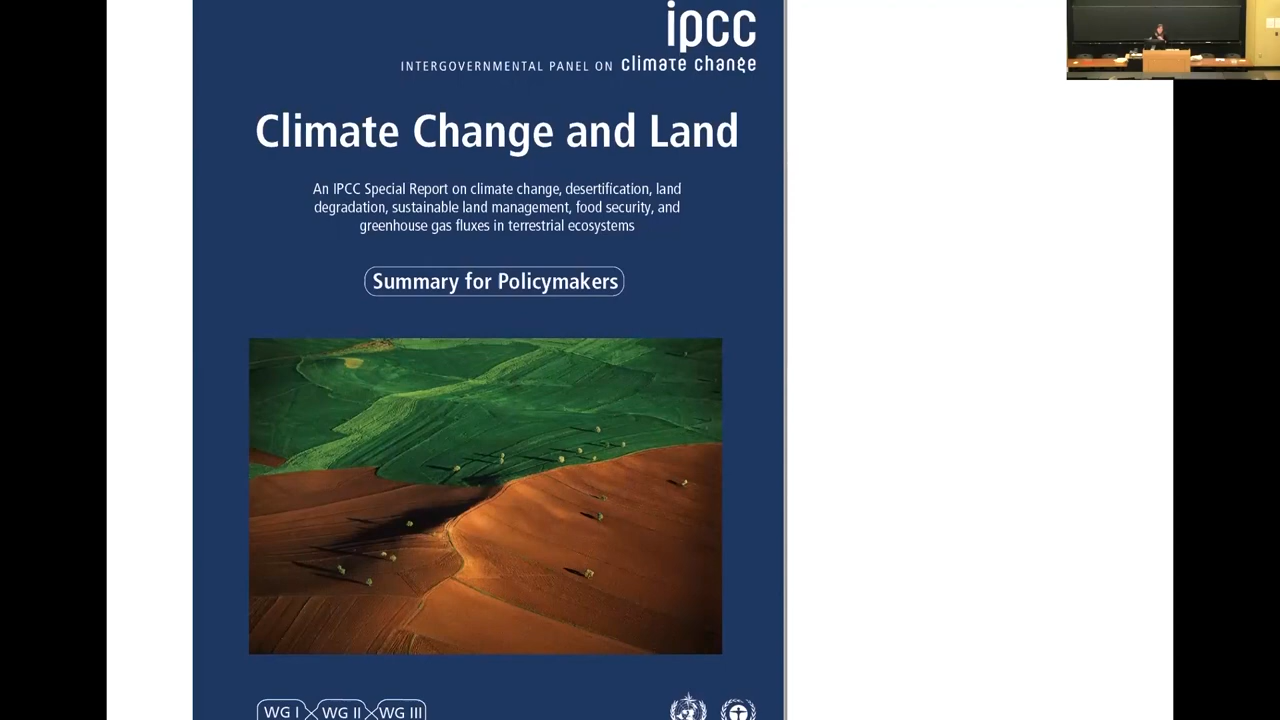 ipcc
INTERGOVERNMENTAL PANEL ON climate change
Climate Change and Land
An IPCC Special Report on climate change, desertification, land
degradation, sustainable land management, food security, and
greenhouse gas fluxes in terrestrial ecosystems
Summary for Policymakers
WG I WG II WG III